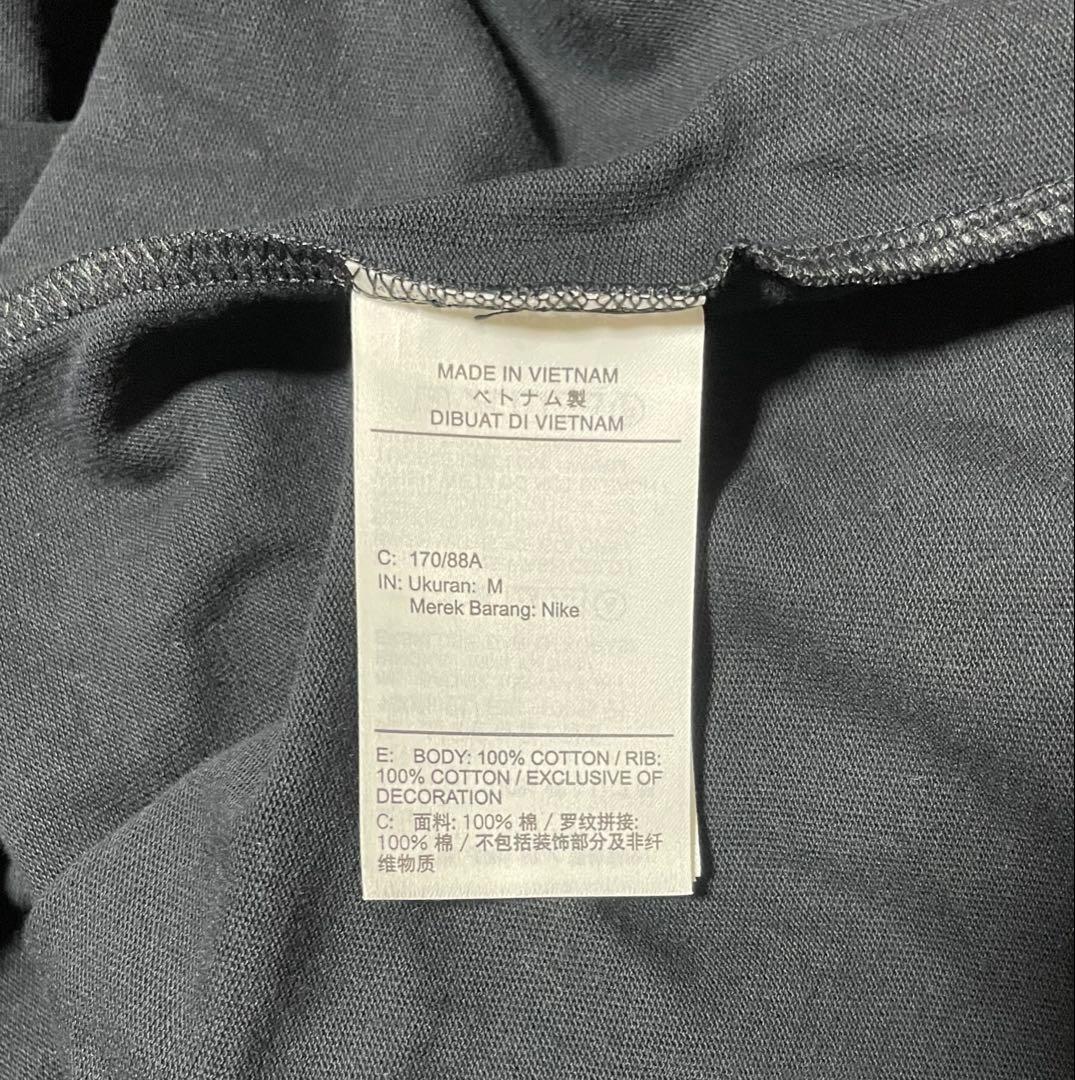 MADE IN VIETNAM
ベトナム製
DIBUAT DI VIETNAM
C: 170/88A
IN: Ukuran: M
Merek Barang: Nike
E: BODY: 100% COTTON / RIB:
100% COTTON / EXCLUSIVE OF
DECORATION
C: 面料: 100% 棉 / 罗纹拼接:
100% 棉 / 不包括装饰部分及非纤
维物质